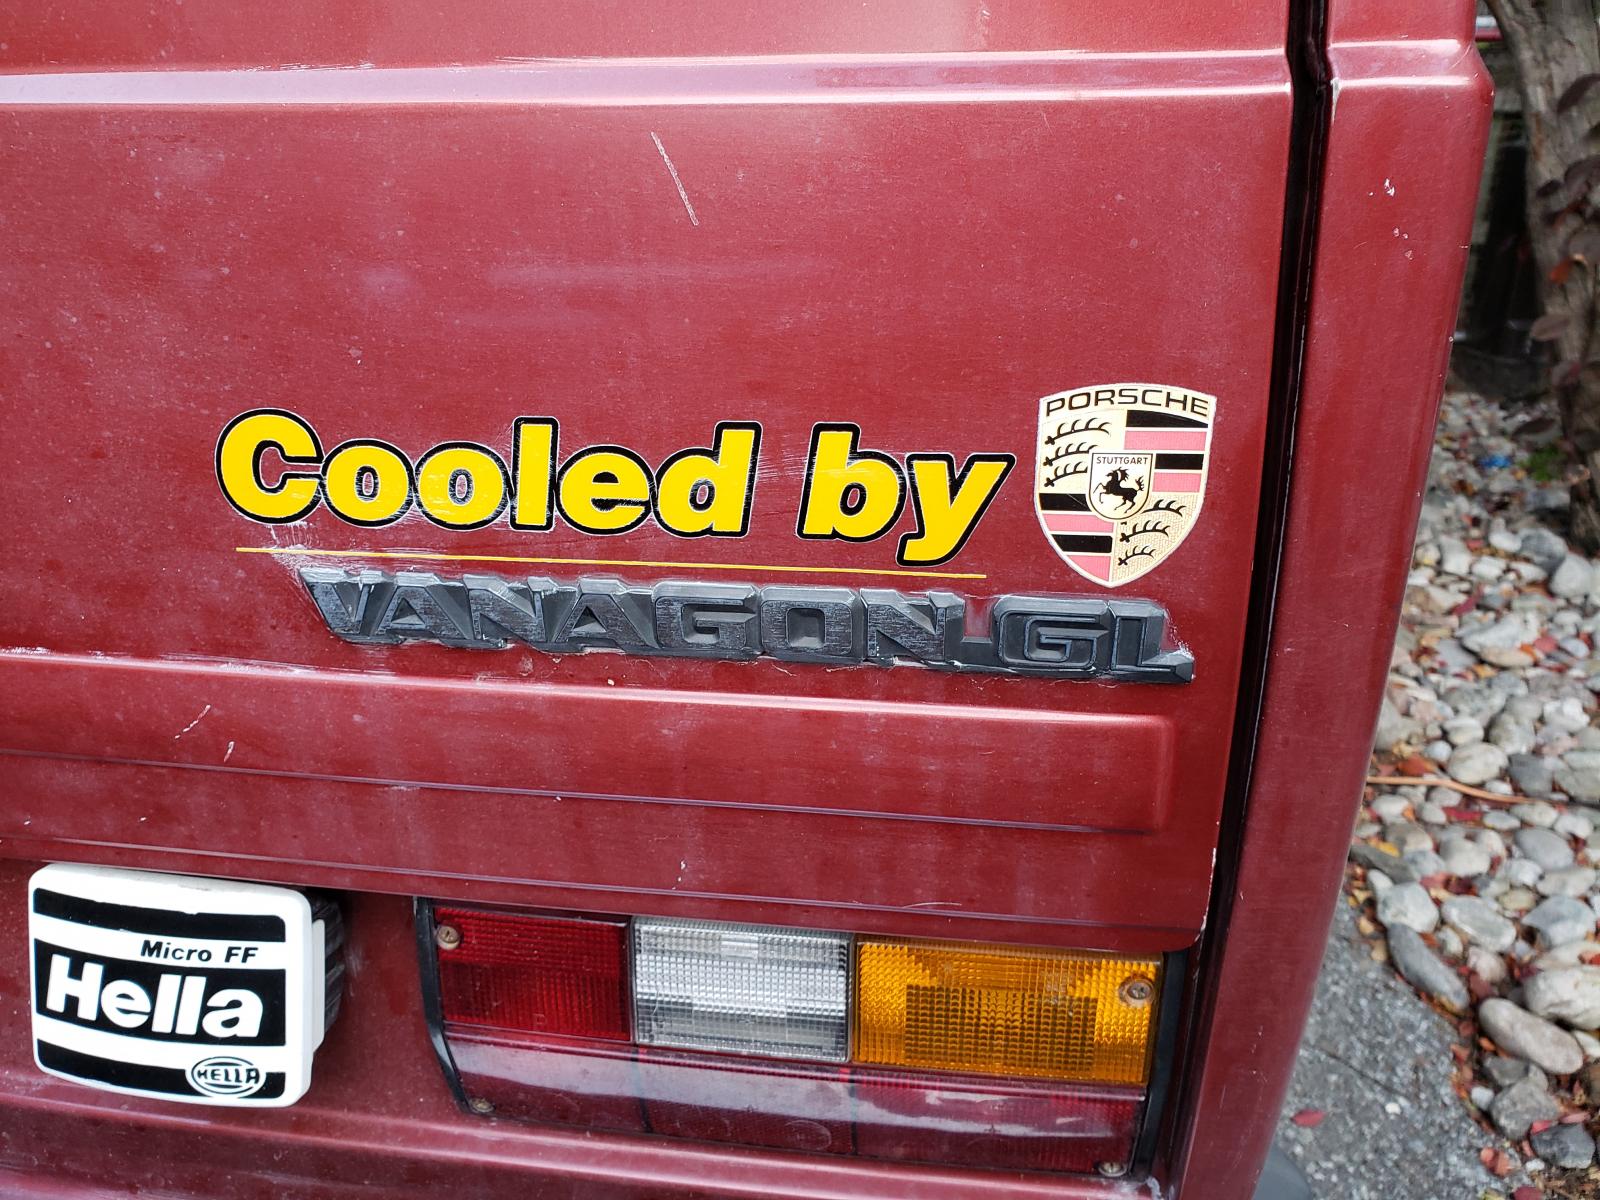 Cooled by
PORSCHE
STUTTGART
VANAGON GL
Micro FF
Hella
HELLA